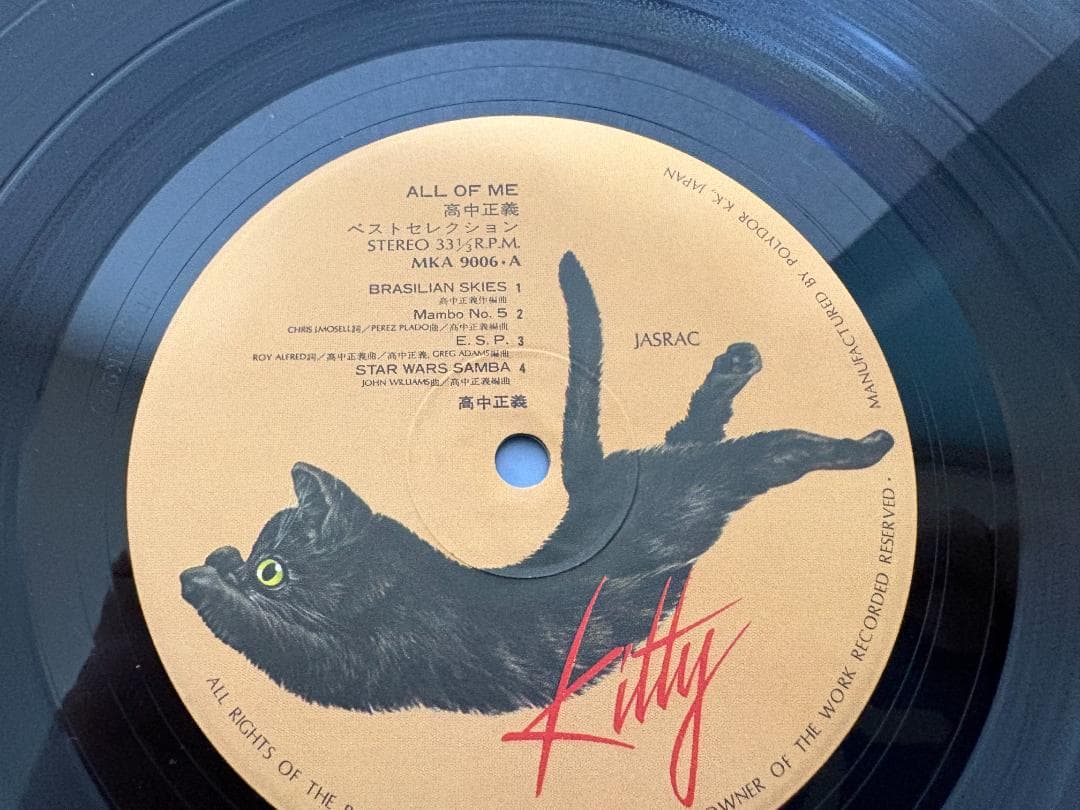 ALL OF ME
高中正義
ベストセレクション
STEREO 33 1/3 R.P.M.
MKA 9006・A
BRASILIAN SKIES 1
高中正義作編曲
Mambo No. 5 2
CHRIS J.MOSELL詞／PEREZ PLADO曲／高中正義編曲
E. S. P. 3
ROY ALFRED詞／高中正義曲／高中正義, GREG ADAMS編曲
STAR WARS SAMBA 4
JOHN WILLIAMS曲／高中正義編曲
高中正義
JASRAC
Kitty
MANUFACTURED BY POLYDOR K.K., JAPAN
ALL RIGHTS OF THE
OWNER OF THE WORK RECORDED RESERVED・